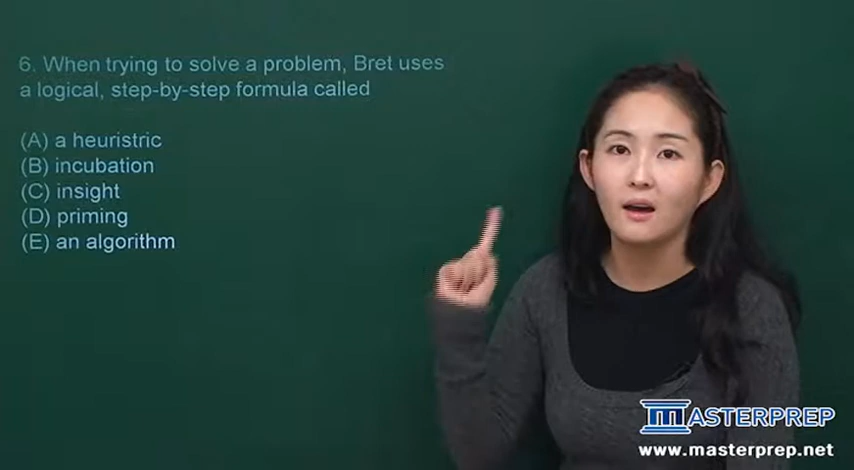 6. When trying to solve a problem, Bret uses
a logical, step-by-step formula called
(A) a heuristric
(B) incubation
(C) insight
(D) priming
(E) an algorithm
MASTERPREP
www.masterprep.net